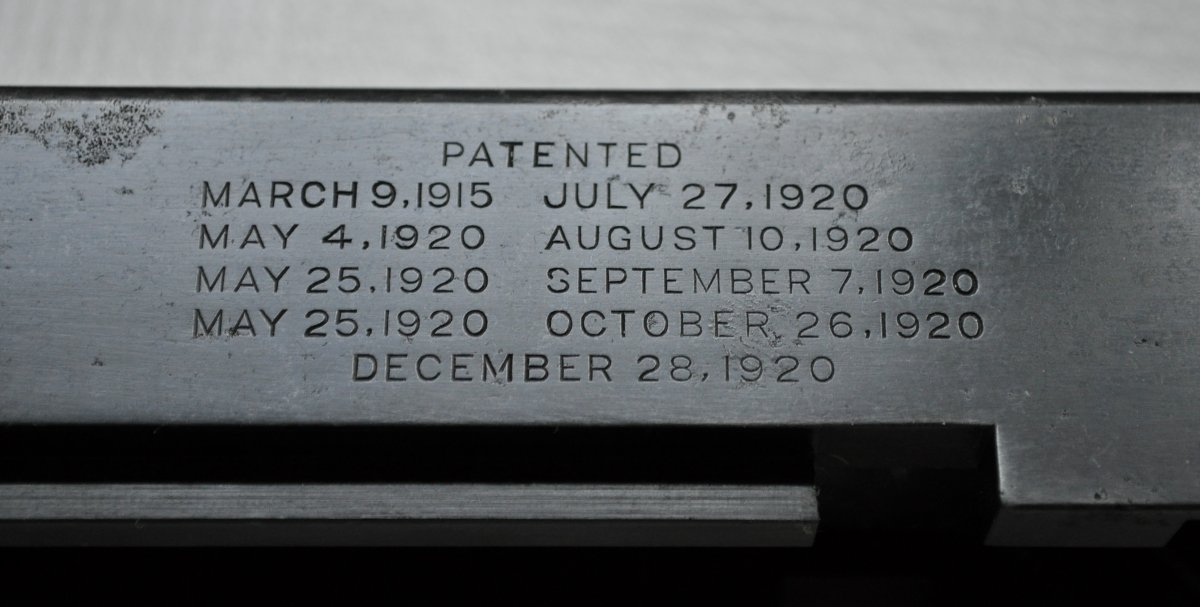 PATENTED
MARCH 9, 1915 JULY 27, 1920
MAY 4, 1920 AUGUST 10, 1920
MAY 25, 1920 SEPTEMBER 7, 1920
MAY 25, 1920 OCTOBER 26, 1920
DECEMBER 28, 1920